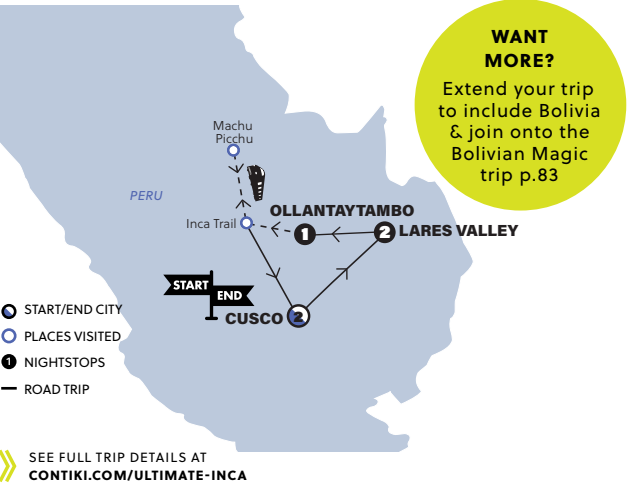 WANT
MORE?
Extend your trip
to include Bolivia
& join onto the
Bolivian Magic
trip p.83
Machu
Picchu
PERU
OLLANTAYTAMBO
Inca Trail
1
2 LARES VALLEY
START
END
CUSCO 2
START/END CITY
PLACES VISITED
1 NIGHTSTOPS
ROAD TRIP
SEE FULL TRIP DETAILS AT
CONTIKI.COM/ULTIMATE-INCA